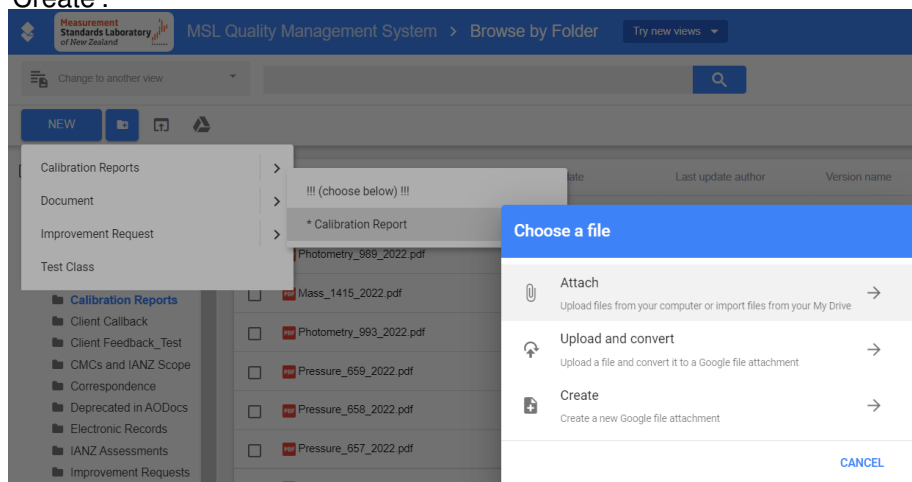 Create .
Measurement
Standards Laboratory
of New Zealand
MSL Quality Management System > Browse by Folder Try new views
Change to another view
NEW
Calibration Reports
Document
Improvement Request
Test Class
!!! (choose below) !!!
* Calibration Report
date Last update author Version name
Choose a file
Attach
Upload files from your computer or import files from your My Drive
Upload and convert
Upload a file and convert it to a Google file attachment
Create
Create a new Google file attachment
CANCEL
Photometry_989_2022.pdf
Calibration Reports
PDF Mass_1415_2022.pdf
Client Callback
Client Feedback_Test
PDF Photometry_993_2022.pdf
CMCs and IANZ Scope
PDF Pressure_659_2022.pdf
Correspondence
Deprecated in AODocs
PDF Pressure_658_2022.pdf
Electronic Records
IANZ Assessments
PDF Pressure_657_2022.pdf
Improvement Requests